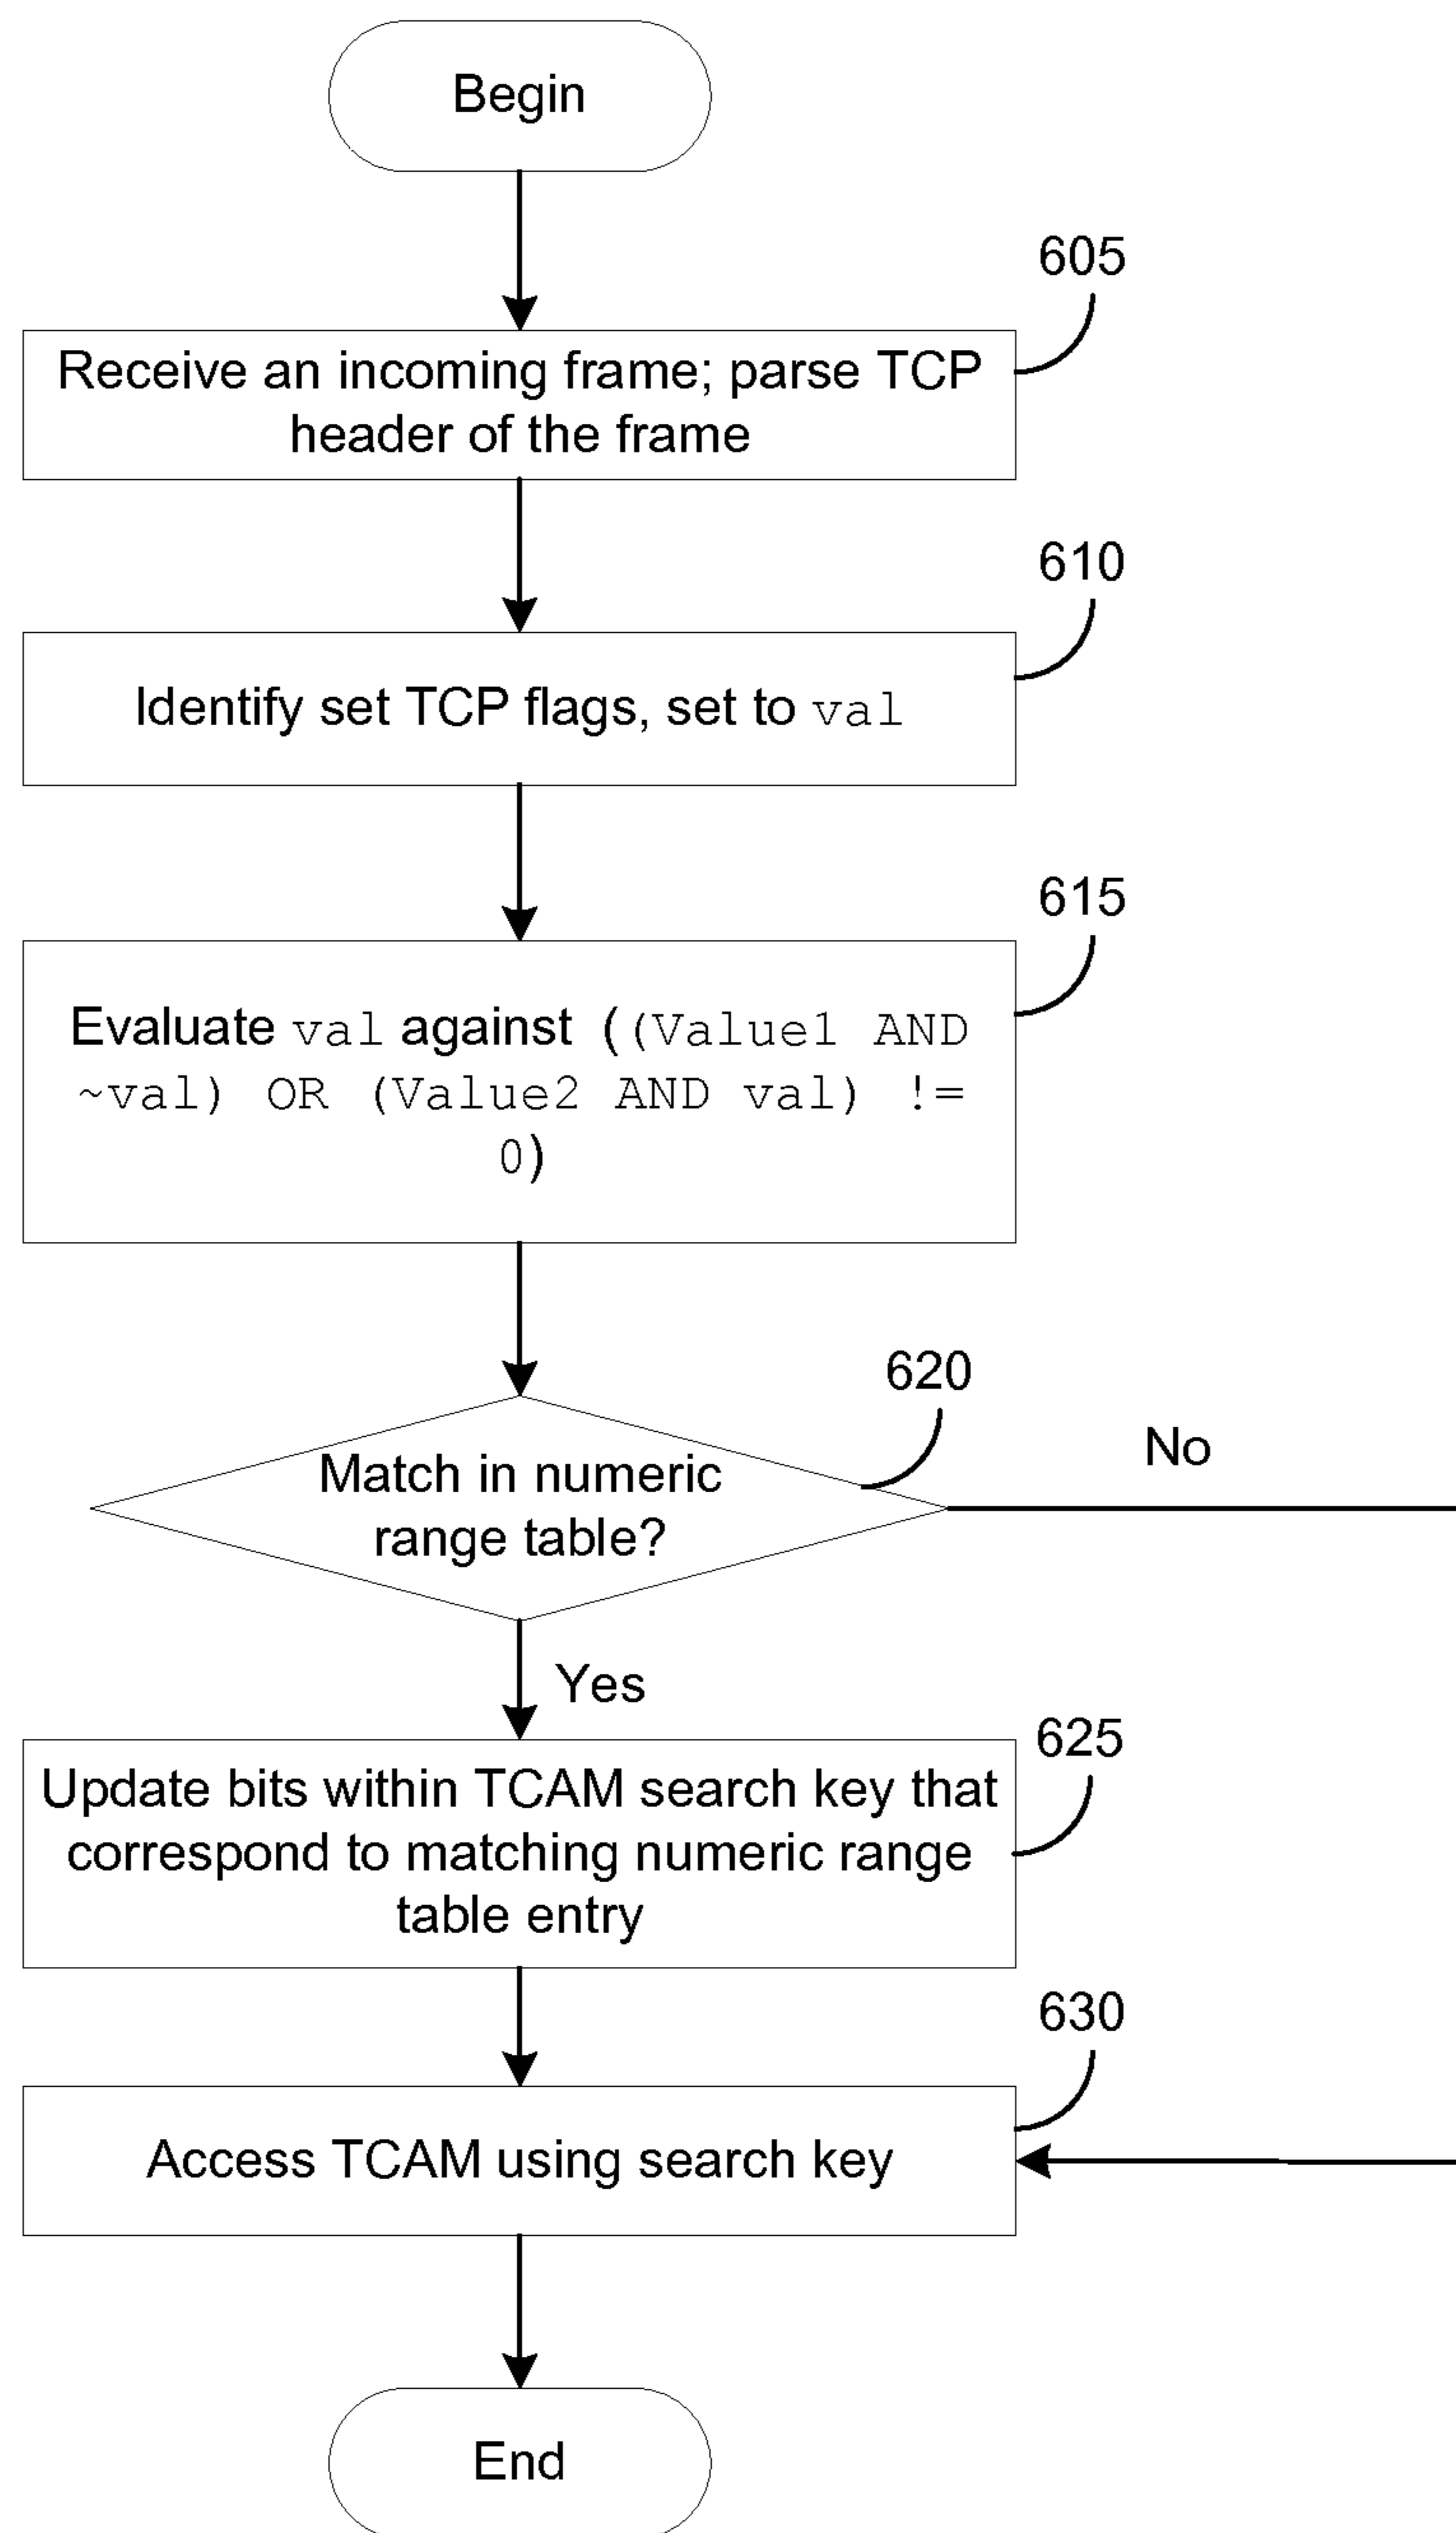 Begin
605
Receive an incoming frame; parse TCP
header of the frame
610
Identify set TCP flags, set to val
615
Evaluate val against ((Value1 AND
~val) OR (Value2 AND val) !=
0)
620
No
Match in numeric
range table?
Yes
625
Update bits within TCAM search key that
correspond to matching numeric range
table entry
630
Access TCAM using search key
End